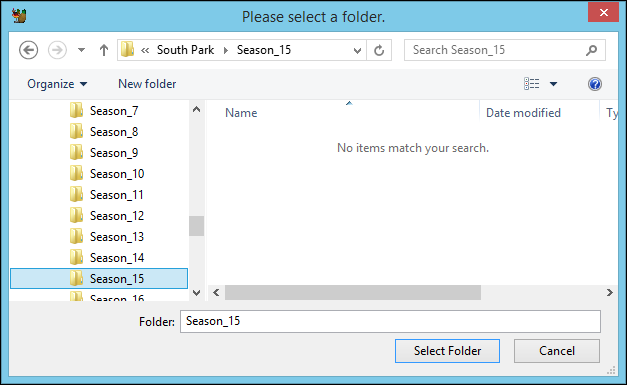 Please select a folder.
« South Park Season_15
Search Season_15
Organize New folder
Name Date modified Ty
No items match your search.
Season_7
Season_8
Season_9
Season_10
Season_11
Season_12
Season_13
Season_14
Season_15
Season_16
Folder: Season_15
Select Folder Cancel